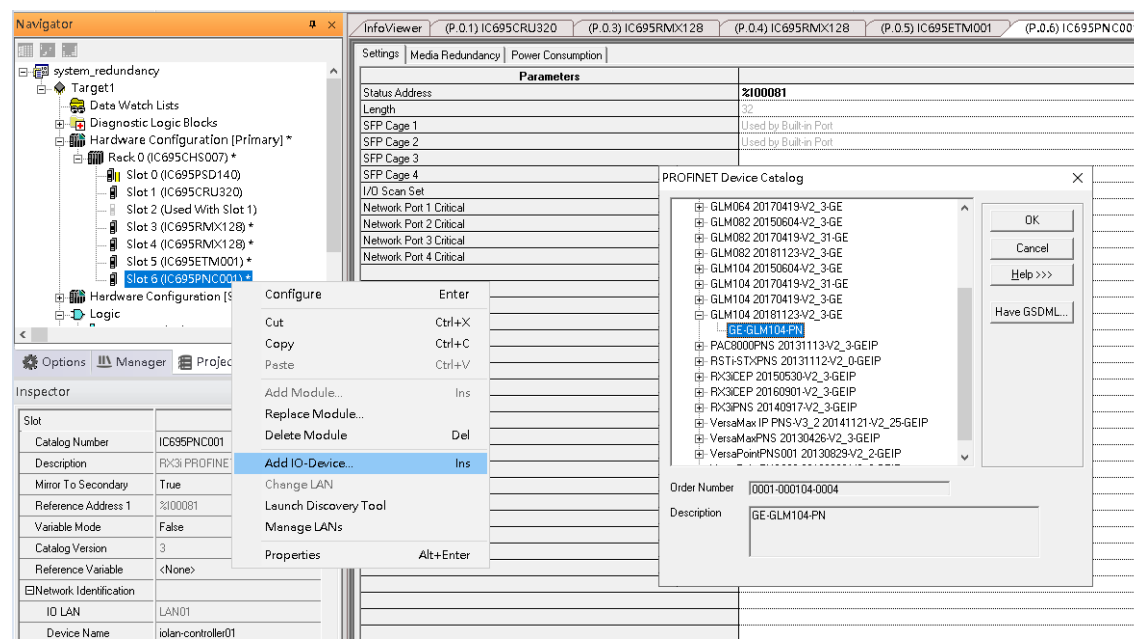 Navigator
system_redundancy
Target1
Data Watch Lists
Diagnostic Logic Blocks
Hardware Configuration [Primary] *
Rack 0 (IC695CHS007) *
Slot 0 (IC695PSD140)
Slot 1 (IC695CRU320)
Slot 2 (Used With Slot 1)
Slot 3 (IC695RMX128) *
Slot 4 (IC695RMX128) *
Slot 5 (IC695ETM001) *
Slot 6 (IC695PNC001) *
Hardware Configuration [S
Logic
Options
Manager
Projec
Inspector
Slot
Catalog Number IC695PNC001
Description RX3i PROFINE
Mirror To Secondary True
Reference Address 1 %I00081
Variable Mode False
Catalog Version 3
Reference Variable <None>
Network Identification
IO LAN LAN01
Device Name iolan-controller01
Configure Enter
Cut Ctrl+X
Copy Ctrl+C
Paste Ctrl+V
Add Module... Ins
Replace Module...
Delete Module Del
Add IO-Device... Ins
Change LAN
Launch Discovery Tool
Manage LANs
Properties Alt+Enter
InfoViewer
(P.0.1) IC695CRU320
(P.0.3) IC695RMX128
(P.0.4) IC695RMX128
(P.0.5) IC695ETM001
(P.0.6) IC695PNC001
Settings
Media Redundancy
Power Consumption
Parameters
Status Address %I00081
Length 32
SFP Cage 1 Used by Built-in Port
SFP Cage 2 Used by Built-in Port
SFP Cage 3
SFP Cage 4
I/O Scan Set
Network Port 1 Critical
Network Port 2 Critical
Network Port 3 Critical
Network Port 4 Critical
PROFINET Device Catalog
GLM064 20170419-V2_3-GE
GLM082 20150604-V2_3-GE
GLM082 20170419-V2_31-GE
GLM082 20181123-V2_3-GE
GLM104 20150604-V2_3-GE
GLM104 20170419-V2_31-GE
GLM104 20170419-V2_3-GE
GLM104 20181123-V2_3-GE
GE-GLM104-PN
PAC8000PNS 20131113-V2_3-GEIP
RSTi-STXPNS 20131112-V2_0-GEIP
RX3iCEP 20150530-V2_3-GEIP
RX3iCEP 20160901-V2_3-GEIP
RX3iPNS 20140917-V2_3-GEIP
VersaMax IP PNS-V3_2 20141121-V2_25-GEIP
VersaMaxPNS 20130426-V2_3-GEIP
VersaPointPNS001 20130829-V2_2-GEIP
OK
Cancel
Help >>>
Have GSDML...
Order Number 0001-000104-0004
Description GE-GLM104-PN